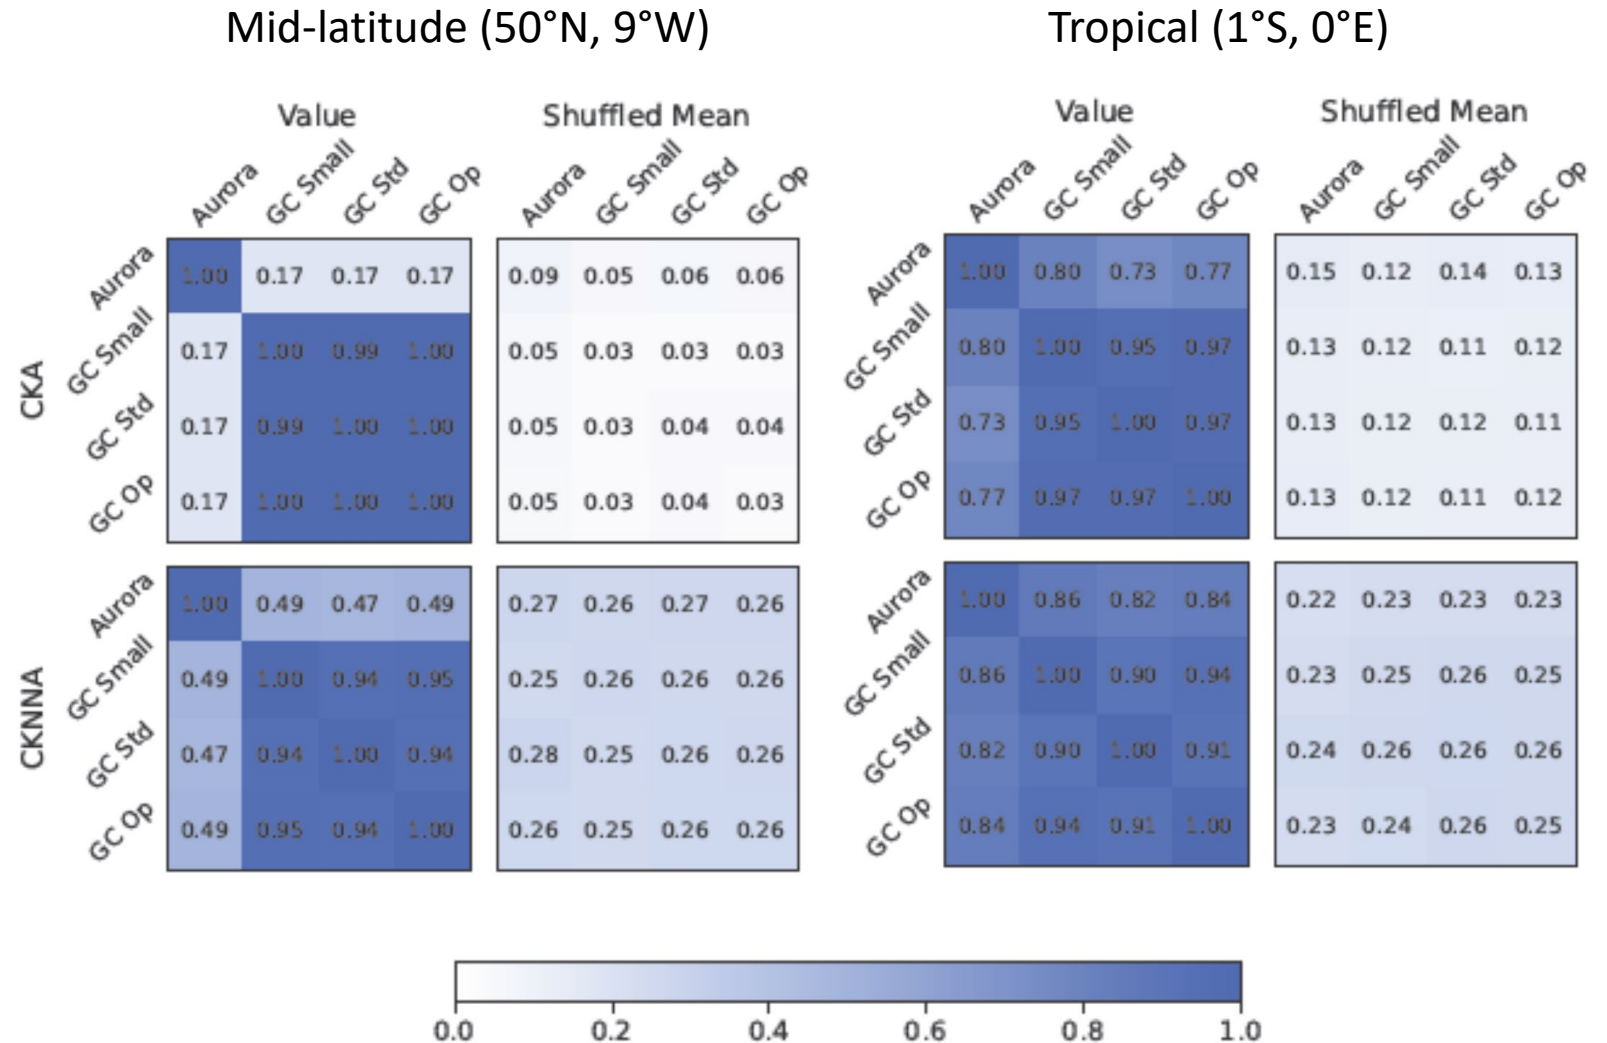 Mid-latitude (50°N, 9°W) Tropical (1°S, 0°E)
Value Shuffled Mean Value Shuffled Mean
Aurora GC Small GC Std GC Op Aurora GC Small GC Std GC Op Aurora GC Small GC Std GC Op Aurora GC Small GC Std GC Op
CKA
Aurora 1.00 0.17 0.17 0.17 0.09 0.05 0.06 0.06 Aurora 1.00 0.80 0.73 0.77 0.15 0.12 0.14 0.13
GC Small 0.17 1.00 0.99 1.00 0.05 0.03 0.03 0.03 GC Small 0.80 1.00 0.95 0.97 0.13 0.12 0.11 0.12
GC Std 0.17 0.99 1.00 1.00 0.05 0.03 0.04 0.04 GC Std 0.73 0.95 1.00 0.97 0.13 0.12 0.12 0.11
GC Op 0.17 1.00 1.00 1.00 0.05 0.03 0.04 0.03 GC Op 0.77 0.97 0.97 1.00 0.13 0.12 0.11 0.12
CKNNA
Aurora 1.00 0.49 0.47 0.49 0.27 0.26 0.27 0.26 Aurora 1.00 0.86 0.82 0.84 0.22 0.23 0.23 0.23
GC Small 0.49 1.00 0.94 0.95 0.25 0.26 0.26 0.26 GC Small 0.86 1.00 0.90 0.94 0.23 0.25 0.26 0.25
GC Std 0.47 0.94 1.00 0.94 0.28 0.25 0.26 0.26 GC Std 0.82 0.90 1.00 0.91 0.24 0.26 0.26 0.26
GC Op 0.49 0.95 0.94 1.00 0.26 0.25 0.26 0.26 GC Op 0.84 0.94 0.91 1.00 0.23 0.24 0.26 0.25
0.0 0.2 0.4 0.6 0.8 1.0